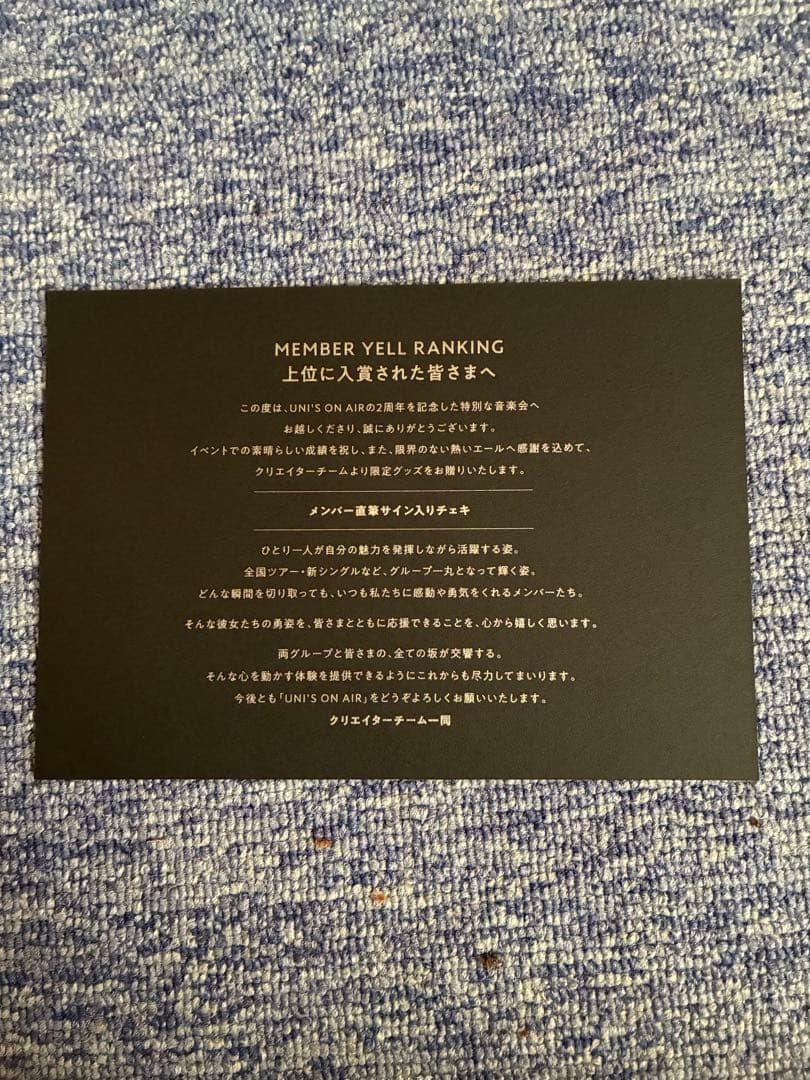 MEMBER YELL RANKING
上位に入賞された皆さまへ
この度は、UNI'S ON AIRの2周年を記念した特別な音楽会へ
お越しくださり、誠にありがとうございます。
イベントでの素晴らしい成績を祝し、また、限界のない熱いエールへ感謝を込めて、
クリエイターチームより限定グッズをお贈りいたします。
メンバー直筆サイン入りチェキ
ひとり一人が自分の魅力を発揮しながら活躍する姿。
全国ツアー・新シングルなど、グループ一丸となって輝く姿。
どんな瞬間を切り取っても、いつも私たちに感動や勇気をくれるメンバーたち。
そんな彼女たちの勇姿を、皆さまとともに応援できることを、心から嬉しく思います。
両グループと皆さまの、全ての坂が交響する。
そんな心を動かす体験を提供できるようにこれからも尽力してまいります。
今後とも「UNI'S ON AIR」をどうぞよろしくお願いいたします。
クリエイターチーム一同